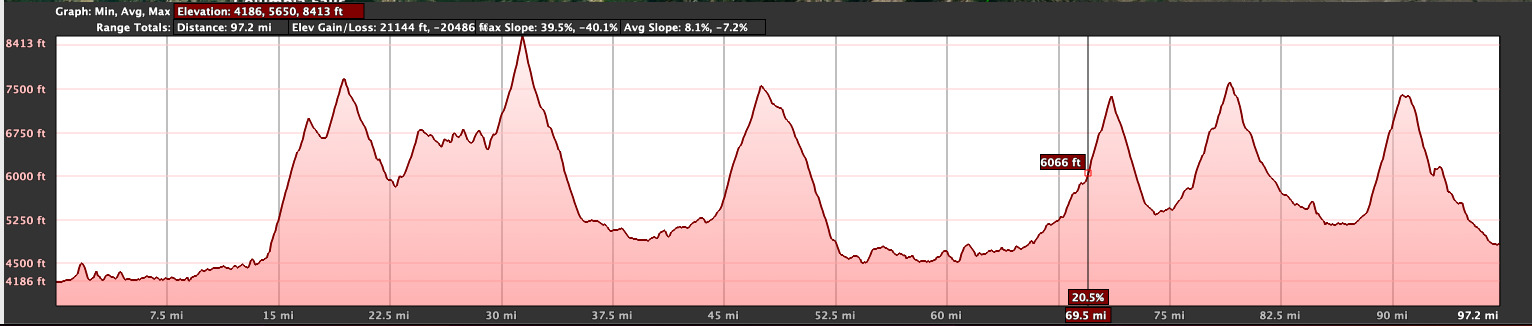 Graph: Min, Avg, Max Elevation: 4186, 5650, 8413 ft
Range Totals: Distance: 97.2 mi Elev Gain/Loss: 21144 ft, -20486 ft Max Slope: 39.5%, -40.1% Avg Slope: 8.1%, -7.2%
8413 ft
7500 ft
6750 ft
6066 ft
6000 ft
5250 ft
4500 ft
4186 ft
20.5%
7.5 mi 15 mi 22.5 mi 30 mi 37.5 mi 45 mi 52.5 mi 60 mi 69.5 mi 75 mi 82.5 mi 90 mi 97.2 mi